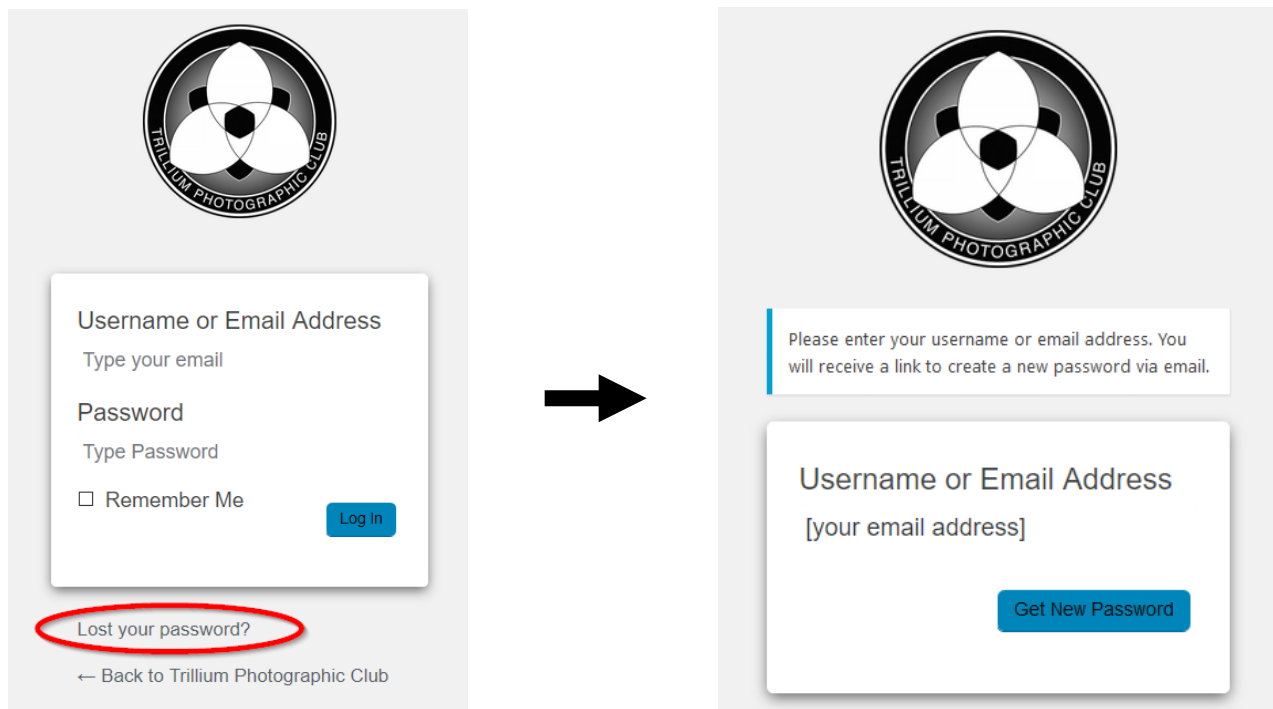 TRILLIUM PHOTOGRAPHIC CLUB
Username or Email Address
Type your email
Password
Type Password
Remember Me
Log In
Lost your password?
← Back to Trillium Photographic Club
TRILLIUM PHOTOGRAPHIC CLUB
Please enter your username or email address. You
will receive a link to create a new password via email.
Username or Email Address
[your email address]
Get New Password